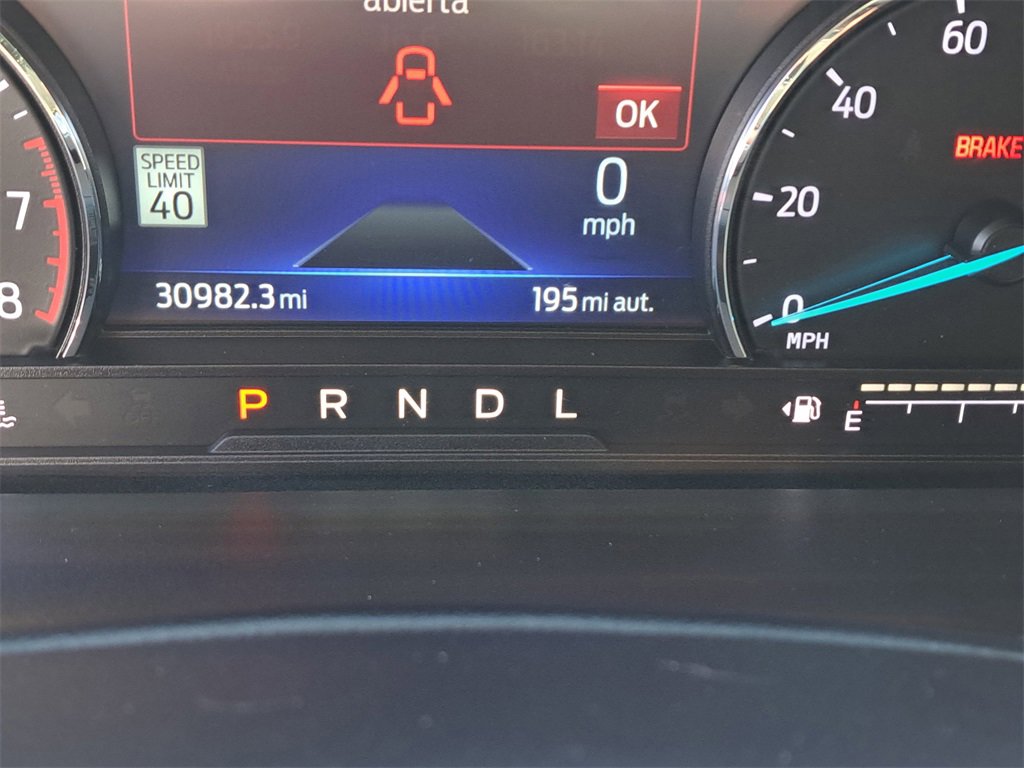 abierta
OK
SPEED
LIMIT
40
0
mph
30982.3 mi
195 mi aut.
7
8
60
40
20
0
MPH
BRAKE
P R N D L
E